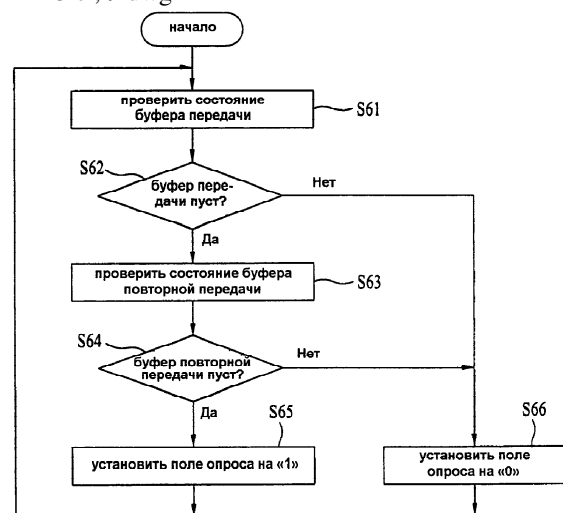 начало
проверить состояние
буфера передачи
S61
S62
буфер пере-
дачи пуст?
Нет
Да
проверить состояние буфера
повторной передачи
S63
S64
буфер повторной
передачи пуст?
Нет
Да
S65
S66
установить поле опроса на «1»
установить поле
опроса на «0»